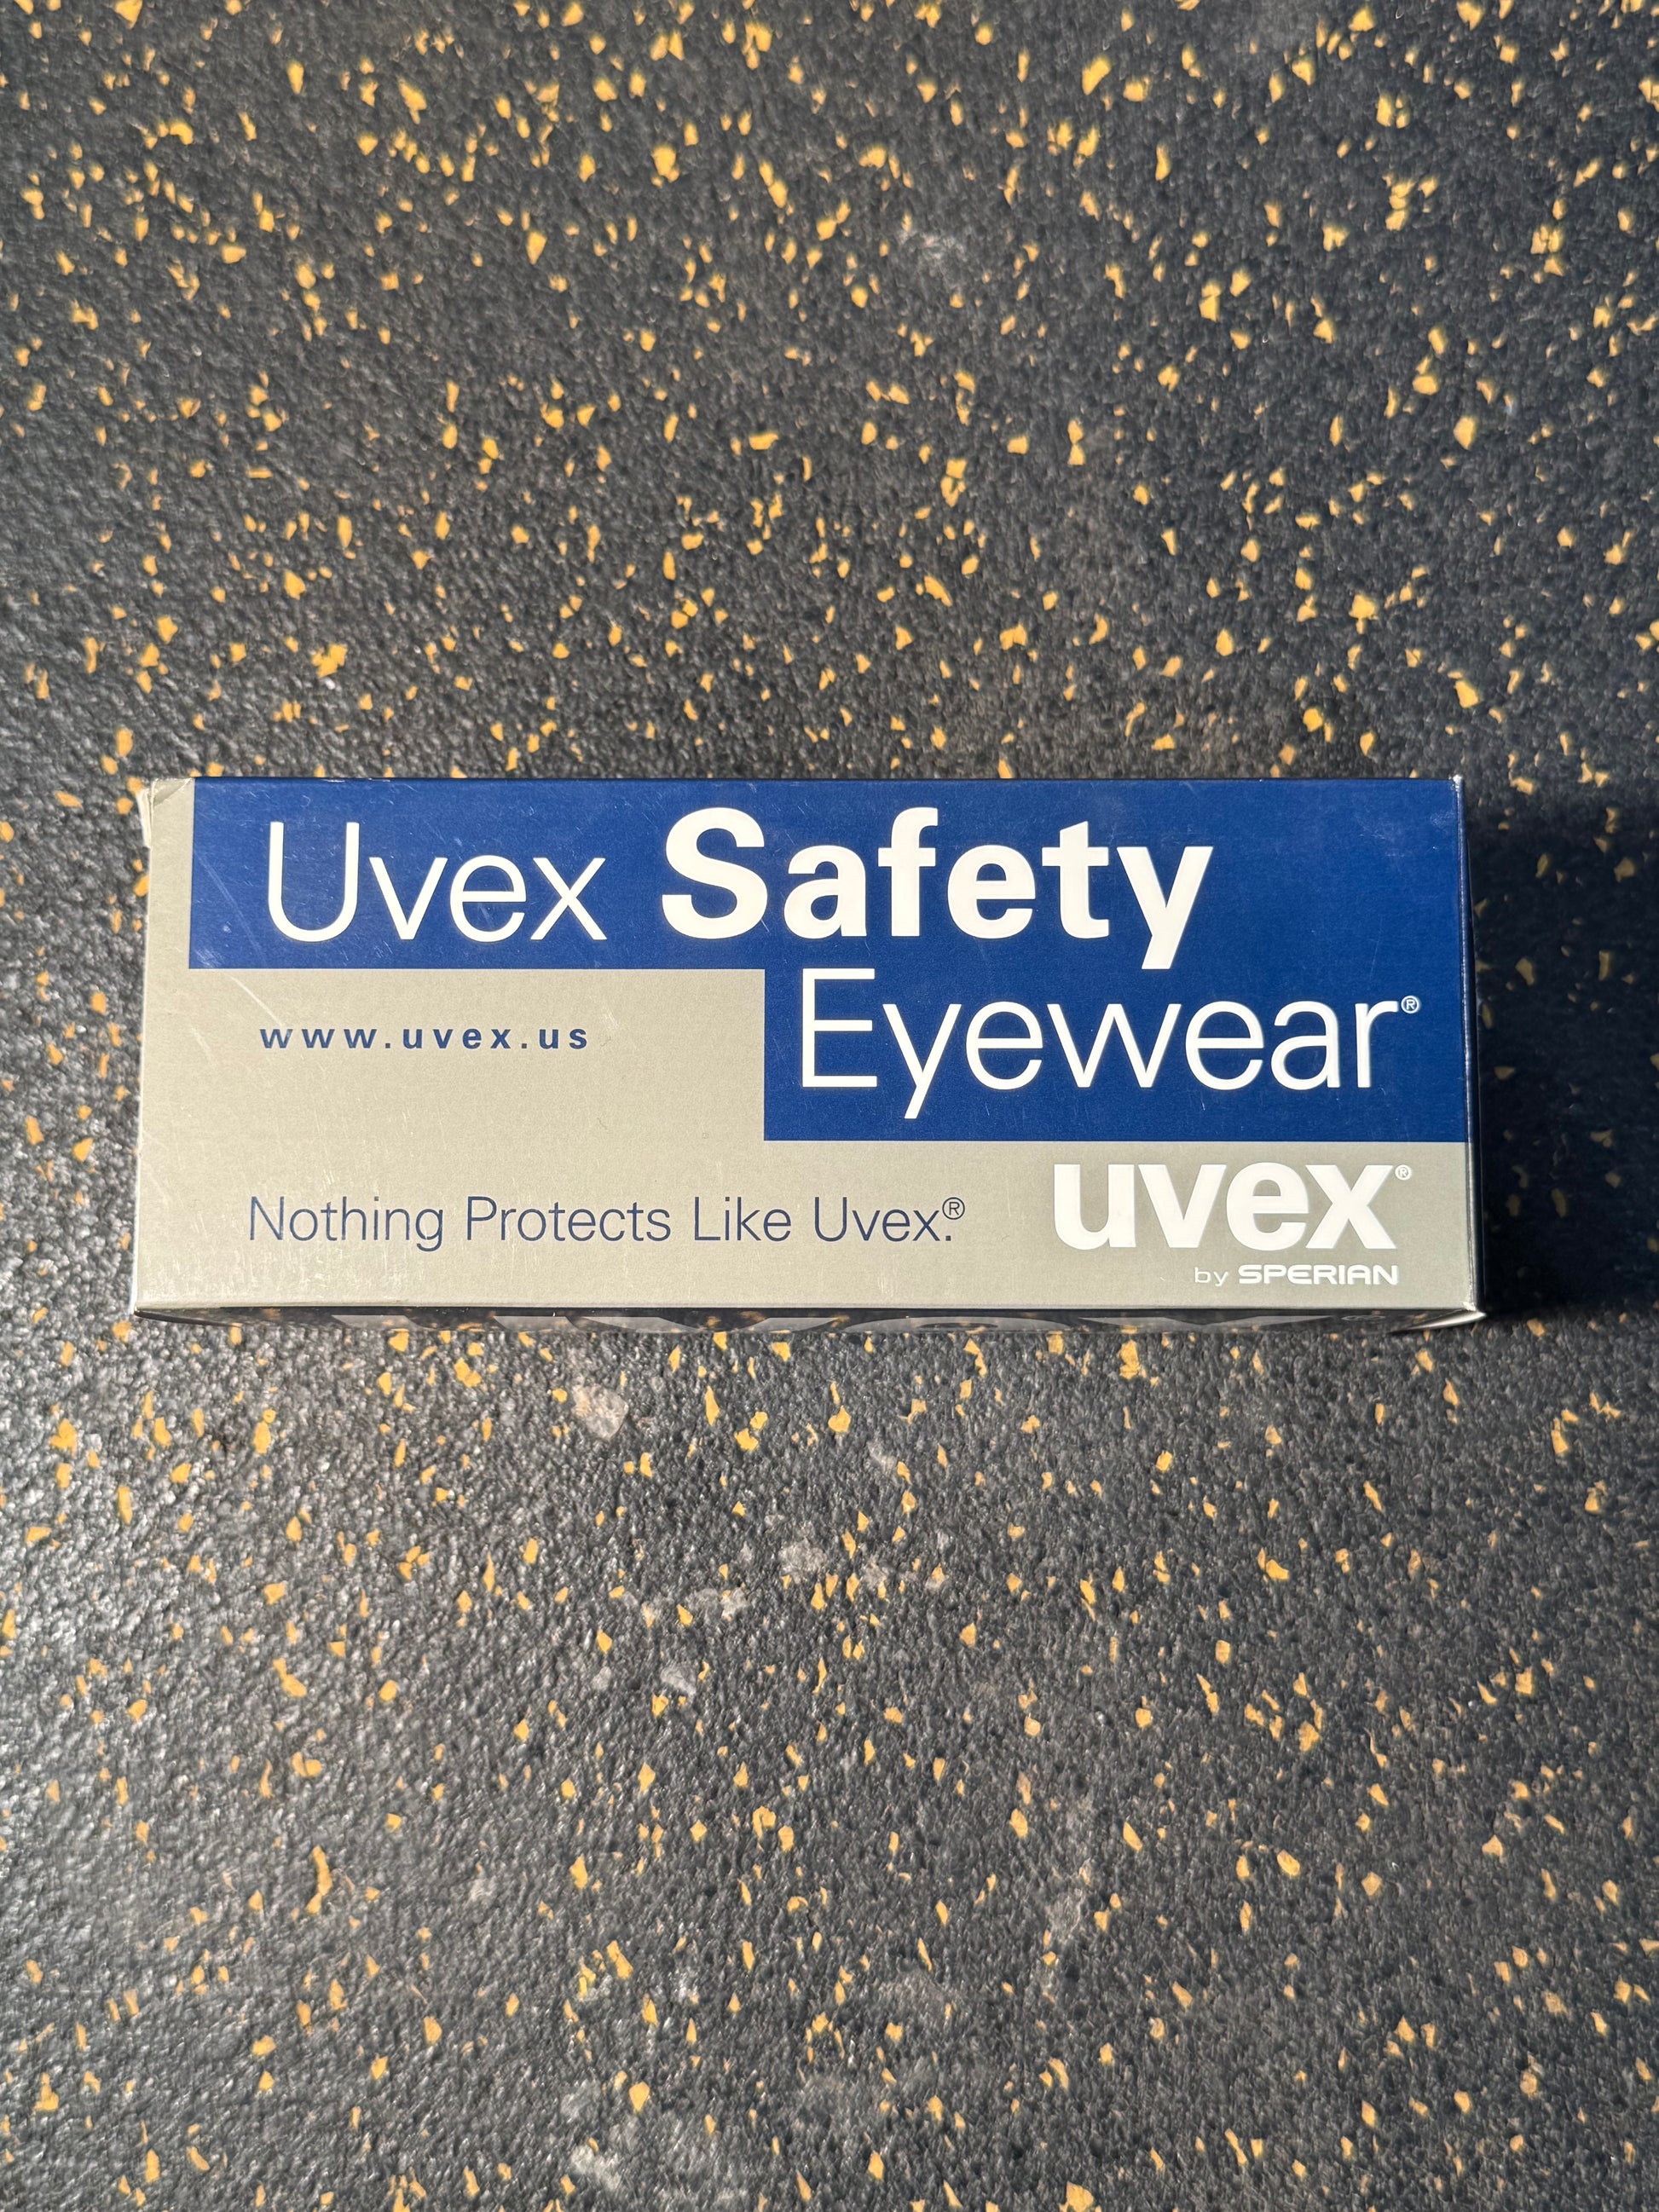 Uvex Safety
Eyewear®
www.uvex.us
Nothing Protects Like Uvex.®
uvex®
by SPERIAN